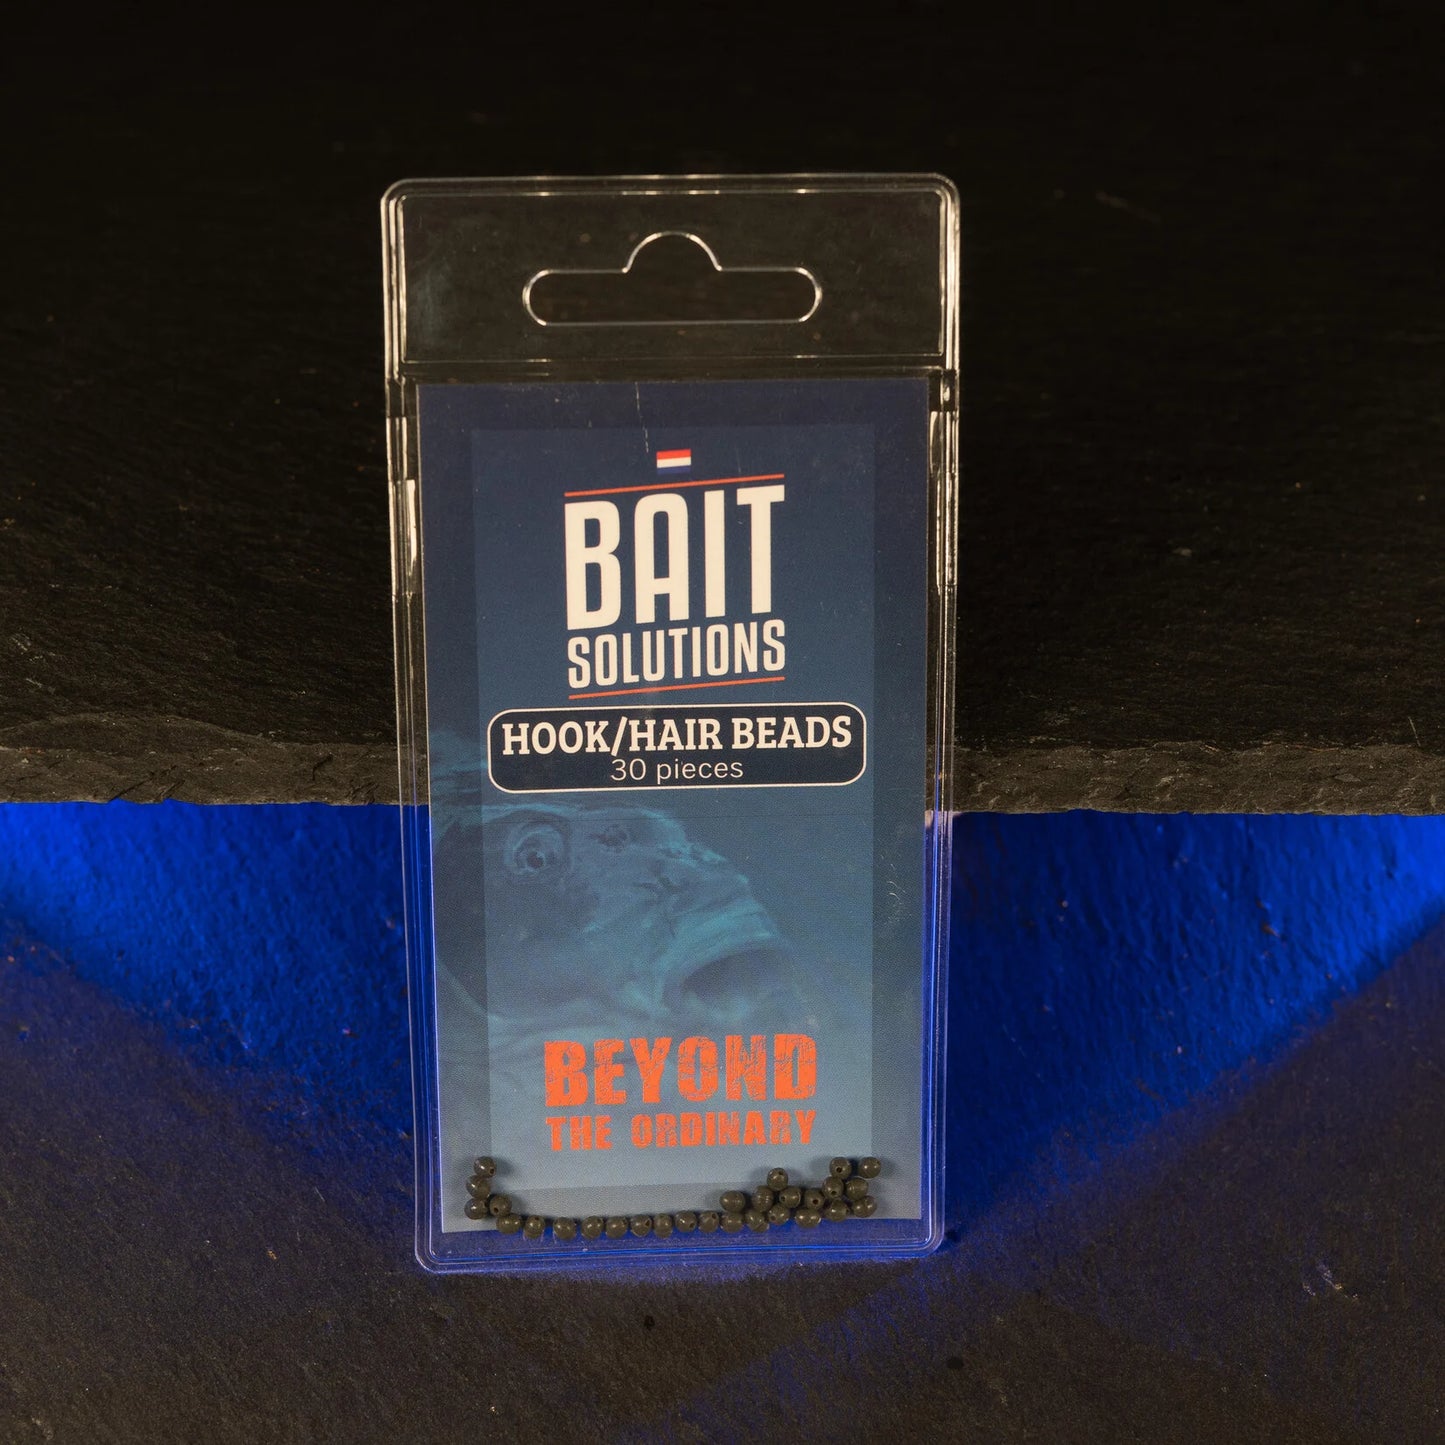 BAIT
SOLUTIONS
HOOK/HAIR BEADS
30 pieces
BEYOND
THE ORDINARY